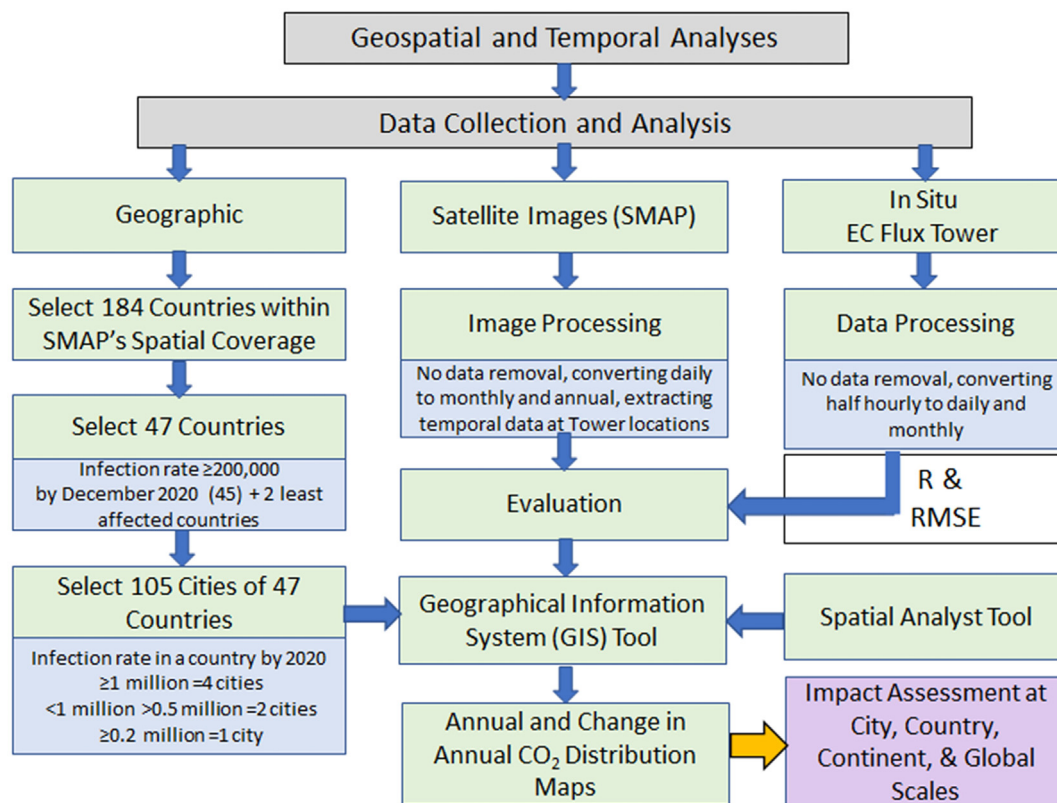 Geospatial and Temporal Analyses
Data Collection and Analysis
Geographic
Select 184 Countries within
SMAP's Spatial Coverage
Select 47 Countries
Infection rate ≥200,000
by December 2020 (45) + 2 least
affected countries
Select 105 Cities of 47
Countries
Infection rate in a country by 2020
≥1 million =4 cities
<1 million >0.5 million =2 cities
≥0.2 million =1 city
Satellite Images (SMAP)
Image Processing
No data removal, converting daily
to monthly and annual, extracting
temporal data at Tower locations
Evaluation
Geographical Information
System (GIS) Tool
Annual and Change in
Annual CO₂ Distribution
Maps
In Situ
EC Flux Tower
Data Processing
No data removal, converting
half hourly to daily and
monthly
R &
RMSE
Spatial Analyst Tool
Impact Assessment at
City, Country,
Continent, & Global
Scales